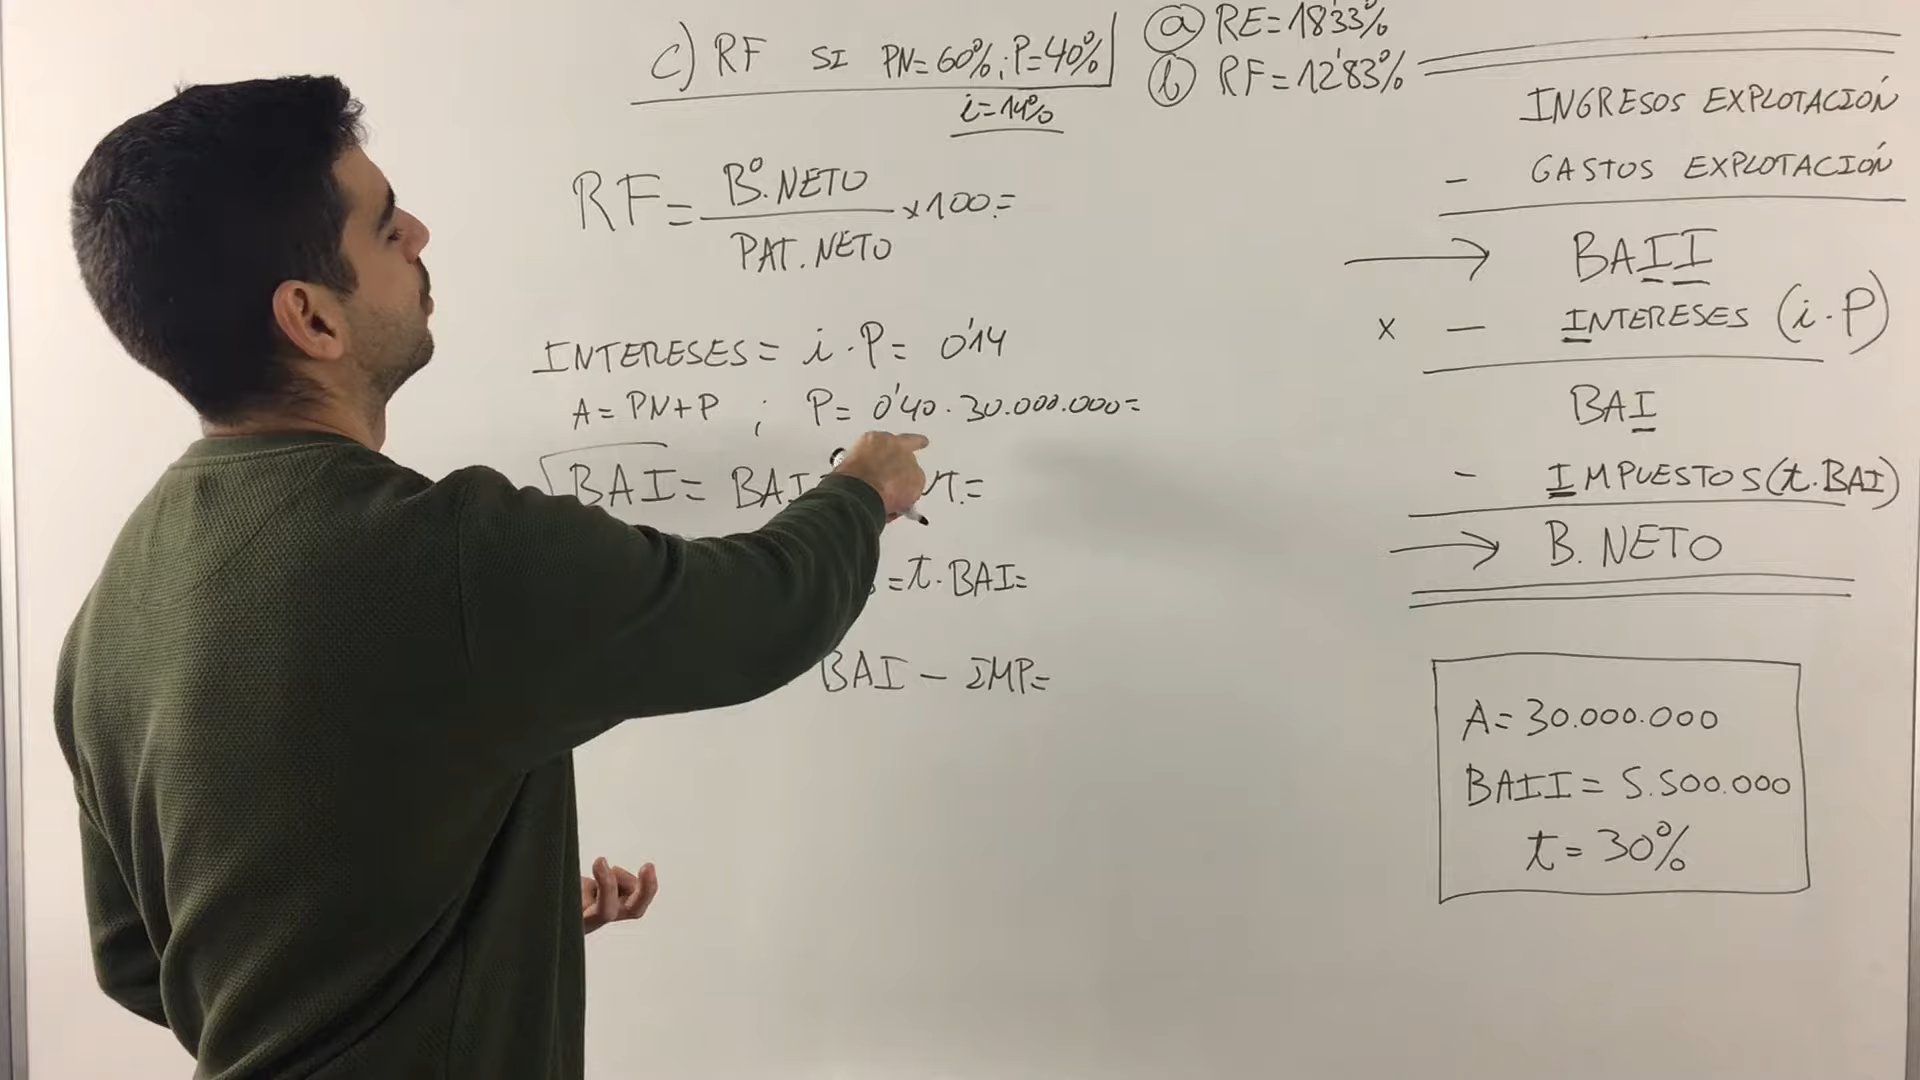 c) RF SI PN=60%; P=40%
i=14%
ⓐ RE=18'33%
ⓑ RF=12'83%
RF= Bº.NETO / PAT.NETO x100=
INTERESES= i·P= 0'14
A=PN+P ; P= 0'40·30.000.000=
BAI=
=t·BAI=
BAI - IMP=
INGRESOS EXPLOTACIÓN
- GASTOS EXPLOTACIÓN
→ BAII
x - INTERESES (i·P)
BAI
- IMPUESTOS(t.BAI)
→ B. NETO
A=30.000.000
BAII= 5.500.000
t=30%